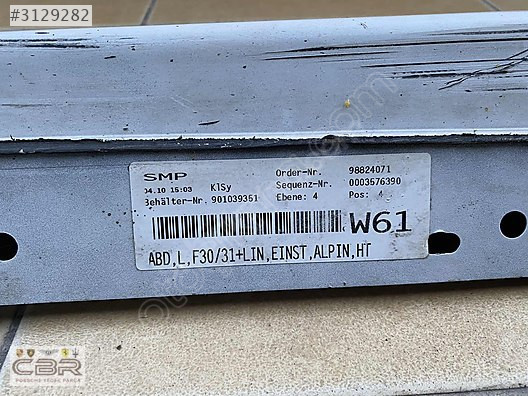 #3129282
SMP
04.10 15:03 KlSy
Order-Nr. 98824071
Sequenz-Nr. 0003576390
Behälter-Nr. 901039351
Ebene: 4 Pos: 4
W61
ABD,L,F30/31+LIN,EINST,ALPIN,HT
CBR